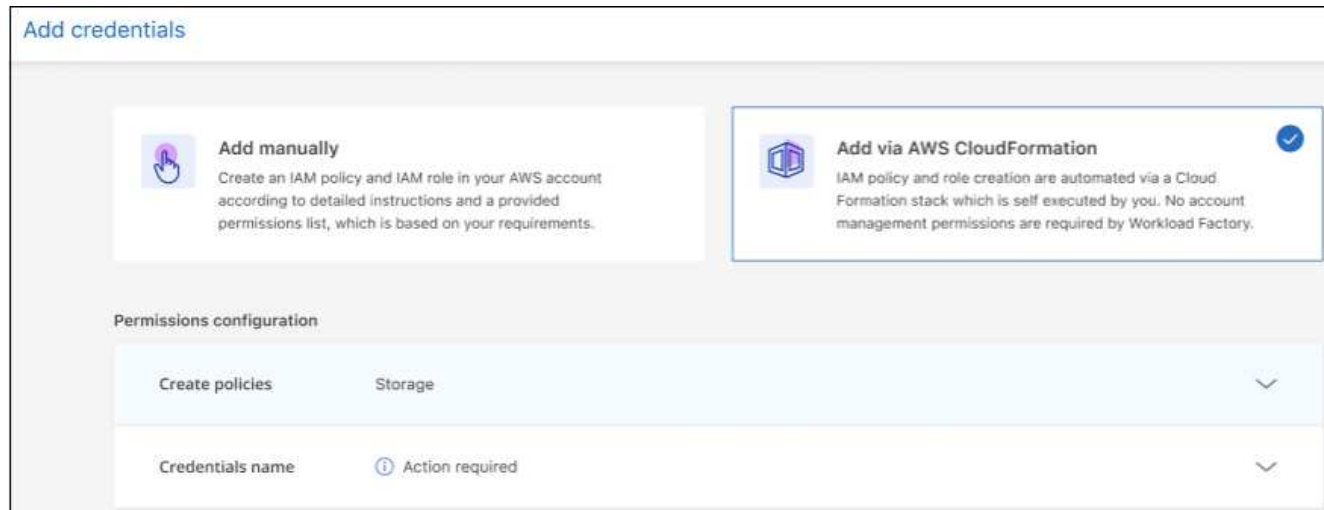 Add credentials
Add manually
Create an IAM policy and IAM role in your AWS account
according to detailed instructions and a provided
permissions list, which is based on your requirements.
Add via AWS CloudFormation
IAM policy and role creation are automated via a Cloud
Formation stack which is self executed by you. No account
management permissions are required by Workload Factory.
Permissions configuration
Create policies Storage
Credentials name Action required